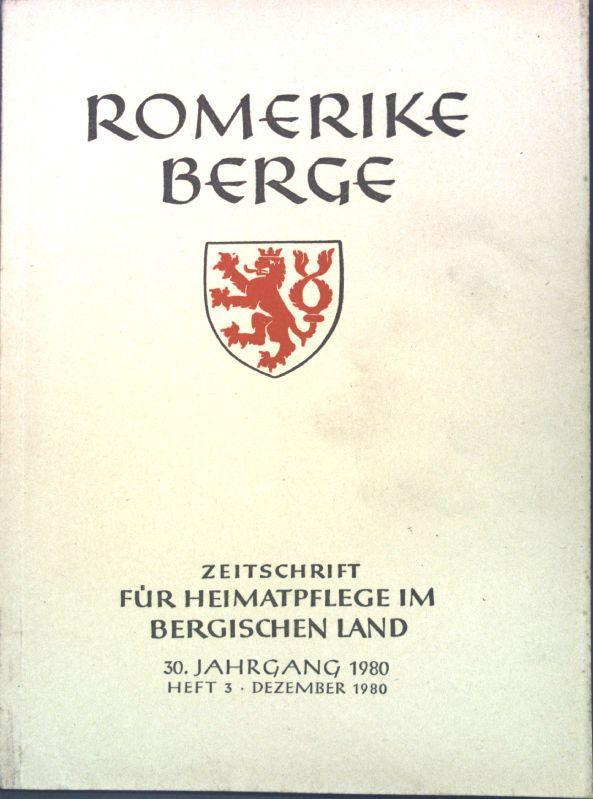 ROMERIKE
BERGE
ZEITSCHRIFT
FÜR HEIMATPFLEGE IM
BERGISCHEN LAND
30. JAHRGANG 1980
HEFT 3 · DEZEMBER 1980